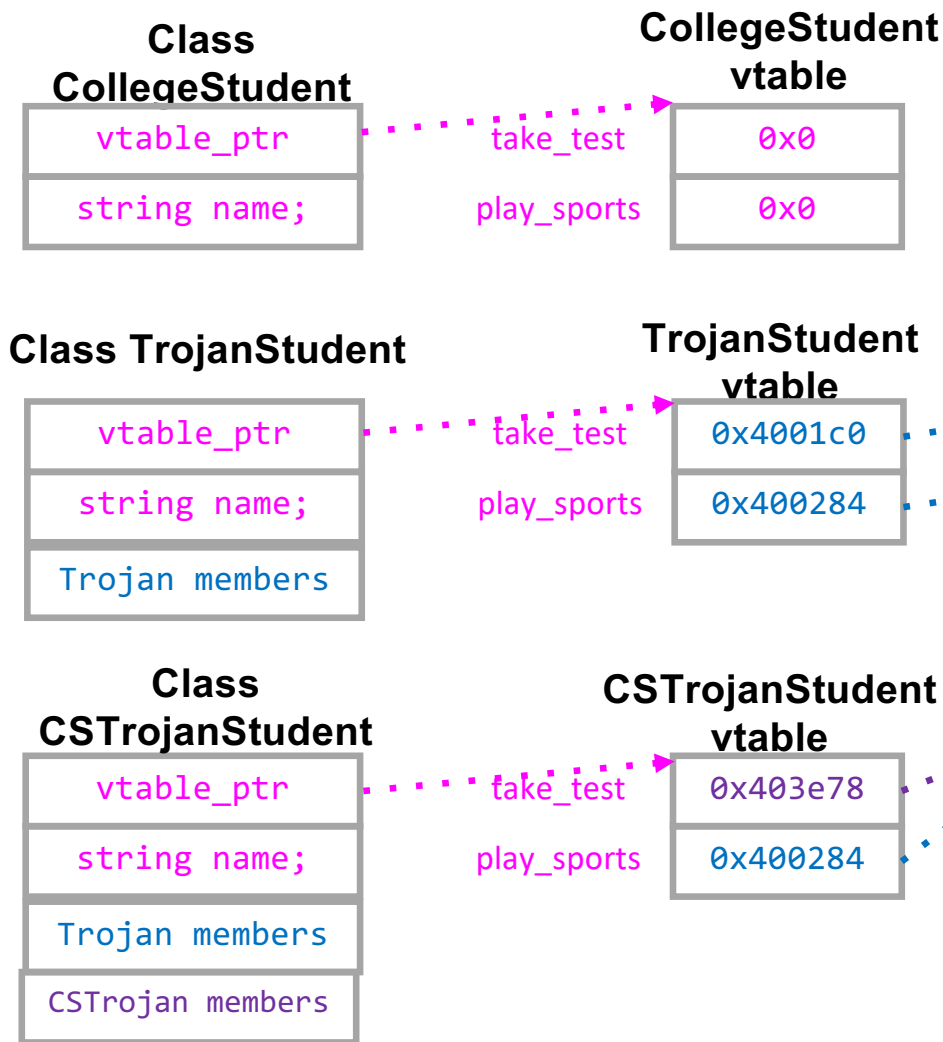 Class
CollegeStudent
CollegeStudent
vtable
vtable_ptr
take_test
0x0
string name;
play_sports
0x0
Class TrojanStudent
TrojanStudent
vtable
vtable_ptr
take_test
0x4001c0
string name;
play_sports
0x400284
Trojan members
Class
CSTrojanStudent
CSTrojanStudent
vtable
vtable_ptr
take_test
0x403e78
string name;
play_sports
0x400284
Trojan members
CSTrojan members